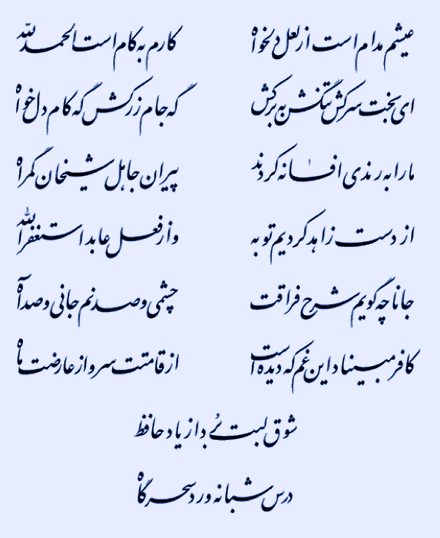 عیشم مدام است از لعل دلخواه کارم به کام است الحمدلله
ای بخت سرکش تنگش به بر کش گه جام زر کش گه کام دلخواه
ما را به رندی افسانه کردند پیران جاهل شیخان گمراه
از دست زاهد کردیم توبه و از فعل عابد استغفرالله
جانا چه گویم شرح فراقت چشمی و صد نم جانی و صد آه
کافر مبیناد این غم که دیده است از قامتت سرو از عارضت ماه
شوق لبت برد از یاد حافظ
درس شبانه ورد سحرگاه